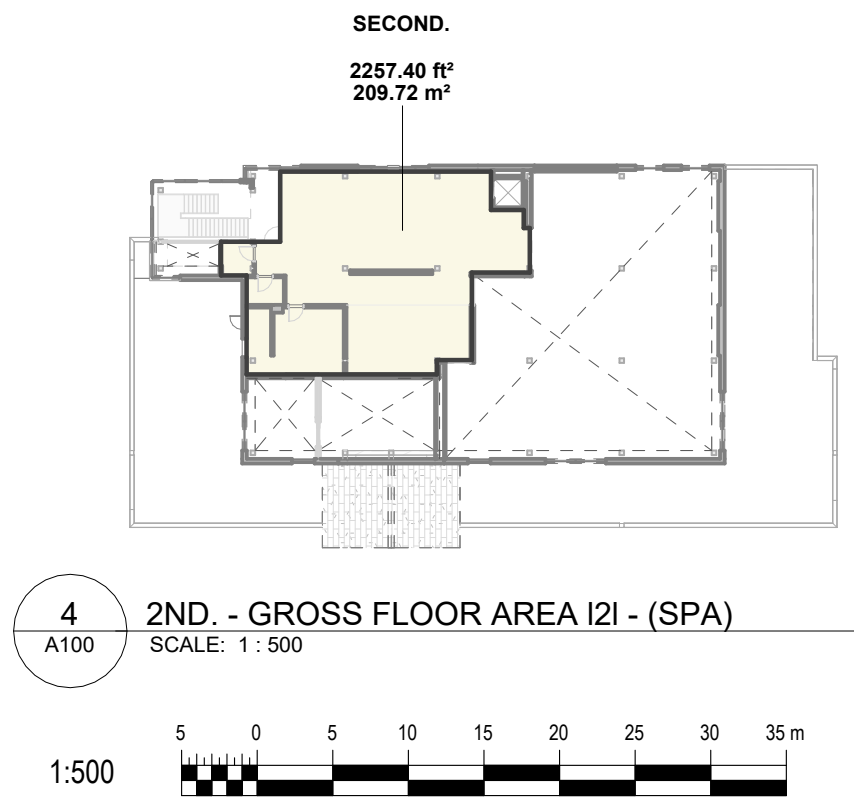 SECOND.
2257.40 ft²
209.72 m²
4
A100
2ND. - GROSS FLOOR AREA I2I - (SPA)
SCALE: 1 : 500
1:500
5 0 5 10 15 20 25 30 35 m